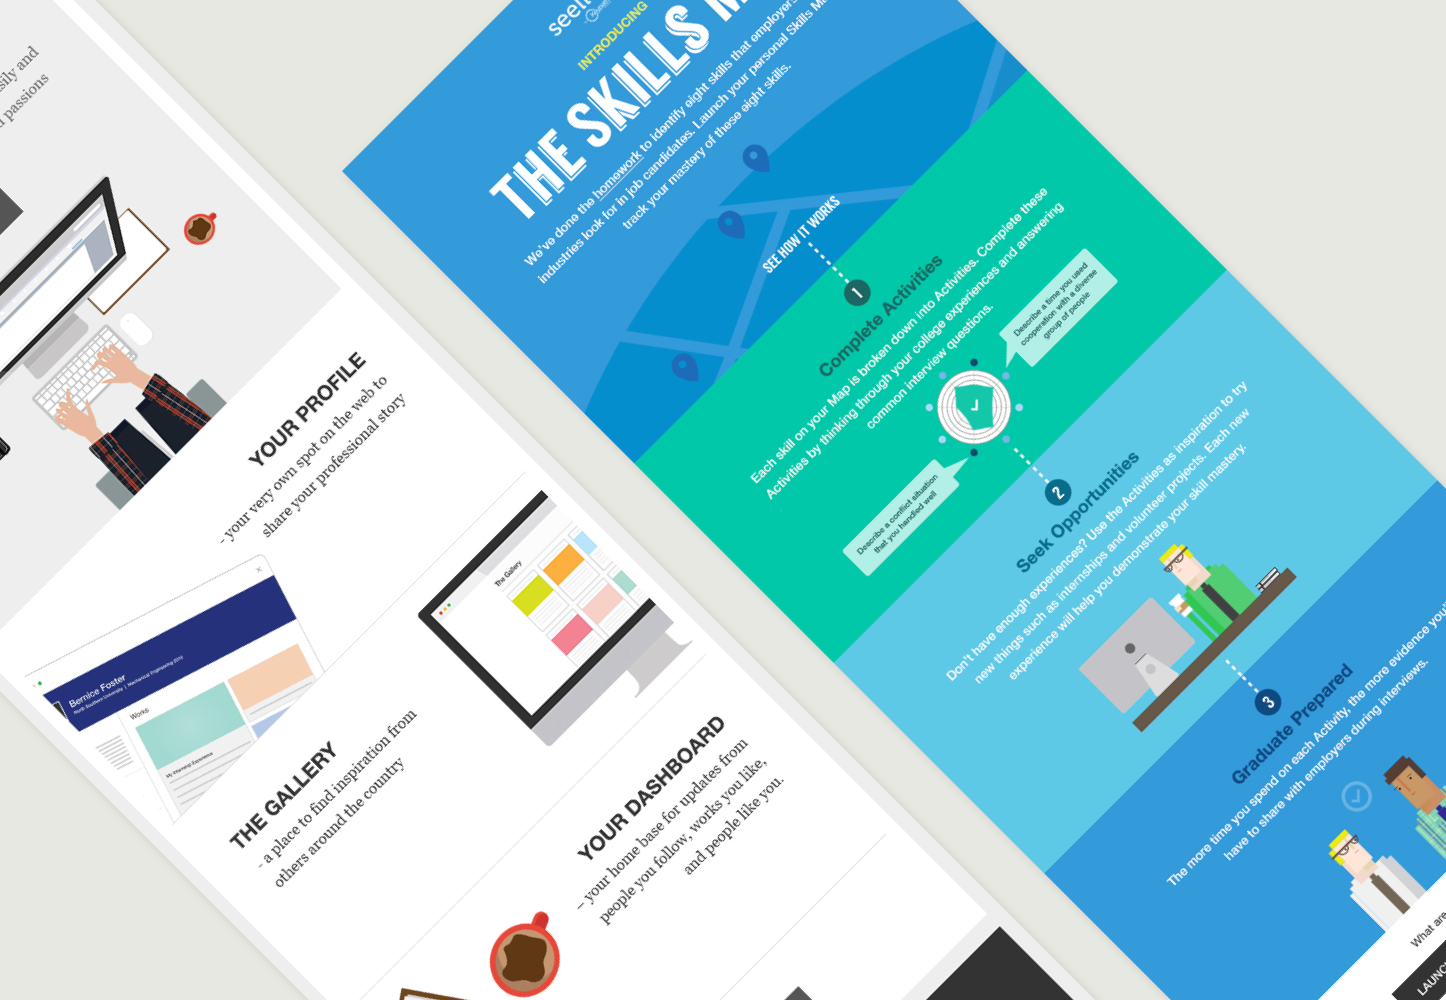 sily and
passions
YOUR PROFILE
- your very own spot on the web to
share your professional story
Bernice Foster
Works
My Planning Experience
THE GALLERY
- a place to find inspiration from
others around the country
The Gallery
YOUR DASHBOARD
– your home base for updates from
people you follow, works you like,
and people like you.
INTRODUCING
THE SKILLS
We've done the homework to identify eight skills that employers
industries look for in job candidates. Launch your personal Skills
track your mastery of these eight skills.
SEE HOW IT WORKS
1
Complete Activities
Each skill on your Map is broken down into Activities. Complete these
Activities by thinking through your college experiences and answering
common interview questions.
Describe a time you used
cooperation with a diverse
group of people
Describe a conflict situation
that you handled well
2
Seek Opportunities
Don't have enough experiences? Use the Activities as inspiration to try
new things such as internships and volunteer projects. Each new
experience will help you demonstrate your skill mastery.
3
Graduate Prepared
The more time you spend on each Activity, the more evidence you
have to share with employers during interviews.
What are
LAUNC